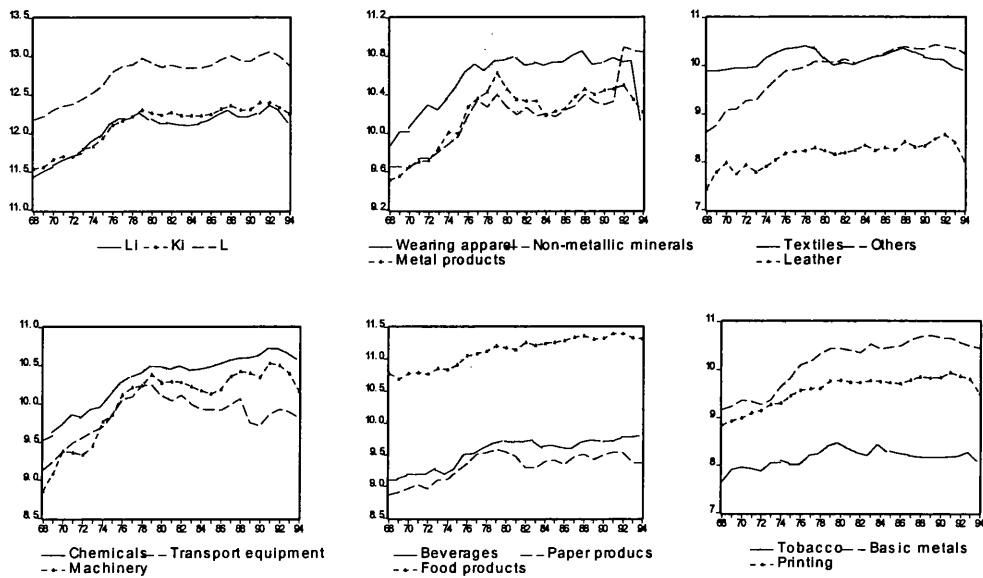 13.5
13.0
12.5
12.0
11.5
11.0
68 70 72 74 76 78 80 82 84 86 88 90 92 94
Li Ki L
11.2
10.8
10.4
10.0
9.6
9.2
68 70 72 74 76 78 80 82 84 86 88 90 92 94
Wearing apparel Non-metallic minerals
Metal products
11
10
9
8
7
68 70 72 74 76 78 80 82 84 86 88 90 92 94
Textiles Others
Leather
11.0
10.5
10.0
9.5
9.0
8.5
68 70 72 74 76 78 80 82 84 86 88 90 92 94
Chemicals Transport equipment
Machinery
11.5
11.0
10.5
10.0
9.5
9.0
8.5
68 70 72 74 76 78 80 82 84 86 88 90 92 94
Beverages Paper producs
Food products
11
10
9
8
7
68 70 72 74 76 78 80 82 84 86 88 90 92 94
Tobacco Basic metals
Printing